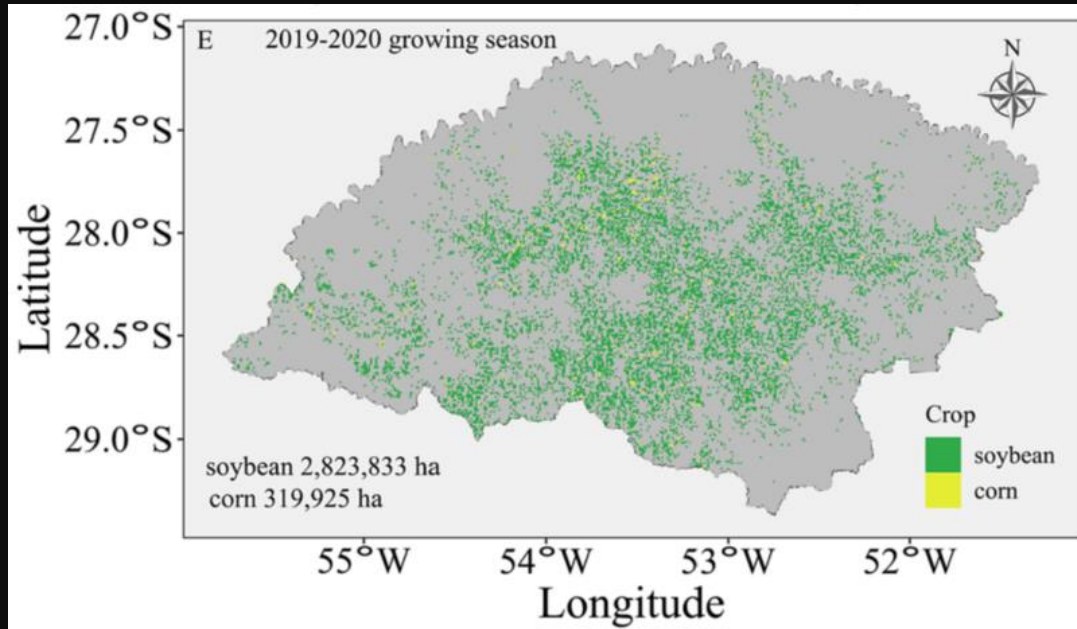 E 2019-2020 growing season
N
27.0°S
27.5°S
28.0°S
28.5°S
29.0°S
Latitude
soybean 2,823,833 ha
corn 319,925 ha
Crop
soybean
corn
55°W 54°W 53°W 52°W
Longitude